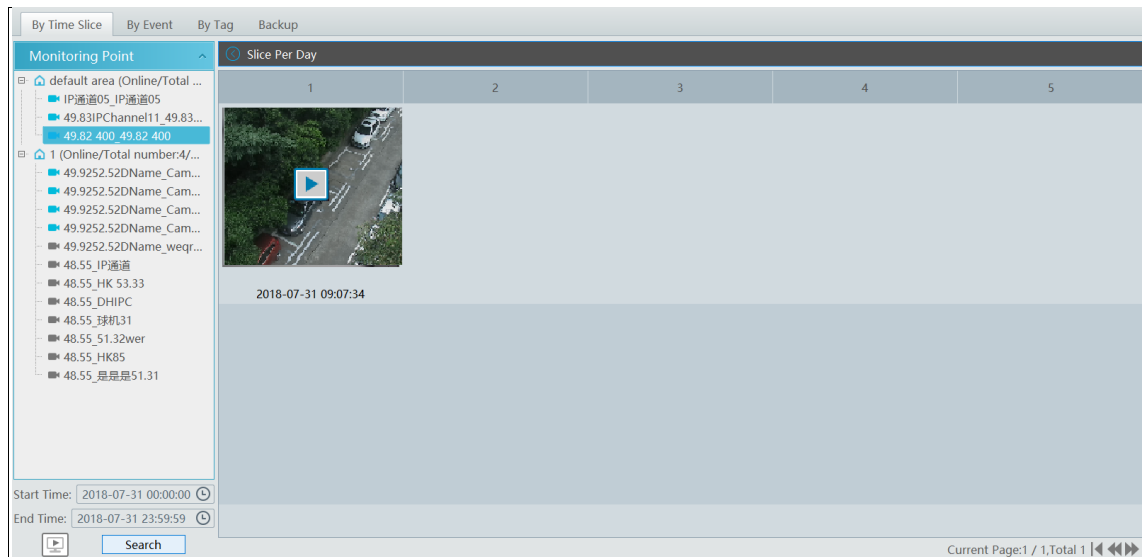 By Time Slice By Event By Tag Backup
Monitoring Point
Slice Per Day
default area (Online/Total ...
IP通道05_IP通道05
49.83IPChannel11_49.83...
49.82 400_49.82 400
1 (Online/Total number:4/...
49.9252.52DName_Cam...
49.9252.52DName_Cam...
49.9252.52DName_Cam...
49.9252.52DName_Cam...
49.9252.52DName_weqr...
48.55_IP通道
48.55_HK 53.33
48.55_DHIPC
48.55_球机31
48.55_51.32wer
48.55_HK85
48.55_是是是51.31
1 2 3 4 5
2018-07-31 09:07:34
Start Time: 2018-07-31 00:00:00
End Time: 2018-07-31 23:59:59
Search
Current Page:1 / 1,Total 1